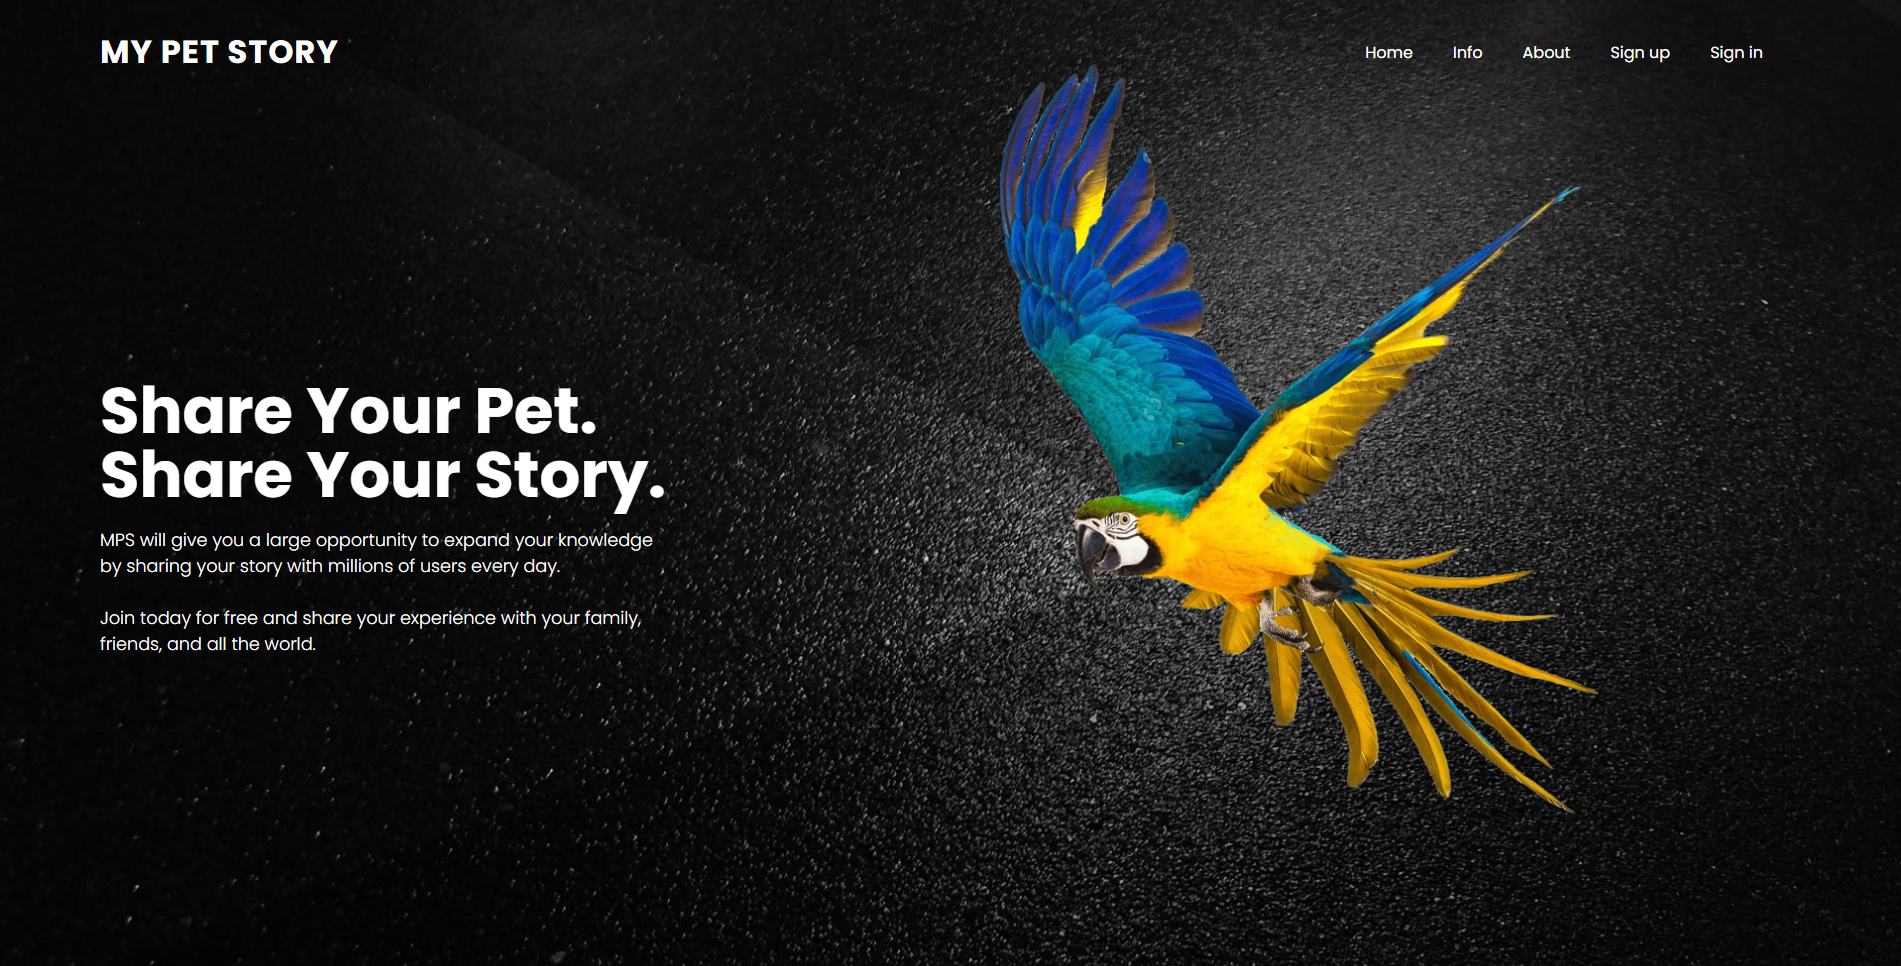 MY PET STORY
Home Info About Sign up Sign in
Share Your Pet.
Share Your Story.
MPS will give you a large opportunity to expand your knowledge
by sharing your story with millions of users every day.
Join today for free and share your experience with your family,
friends, and all the world.